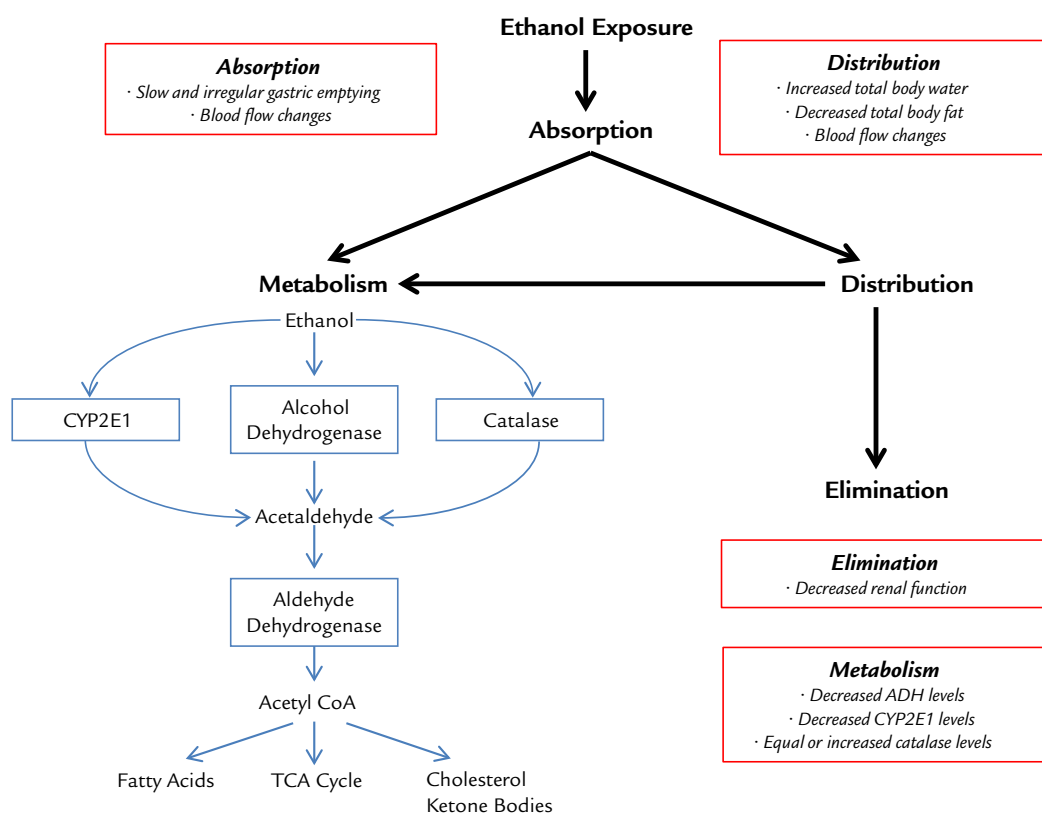 Ethanol Exposure
Absorption
· Slow and irregular gastric emptying
· Blood flow changes
Distribution
· Increased total body water
· Decreased total body fat
· Blood flow changes
Absorption
Metabolism
Distribution
Ethanol
CYP2E1
Alcohol
Dehydrogenase
Catalase
Acetaldehyde
Aldehyde
Dehydrogenase
Acetyl CoA
Fatty Acids
TCA Cycle
Cholesterol
Ketone Bodies
Elimination
Elimination
· Decreased renal function
Metabolism
· Decreased ADH levels
· Decreased CYP2E1 levels
· Equal or increased catalase levels